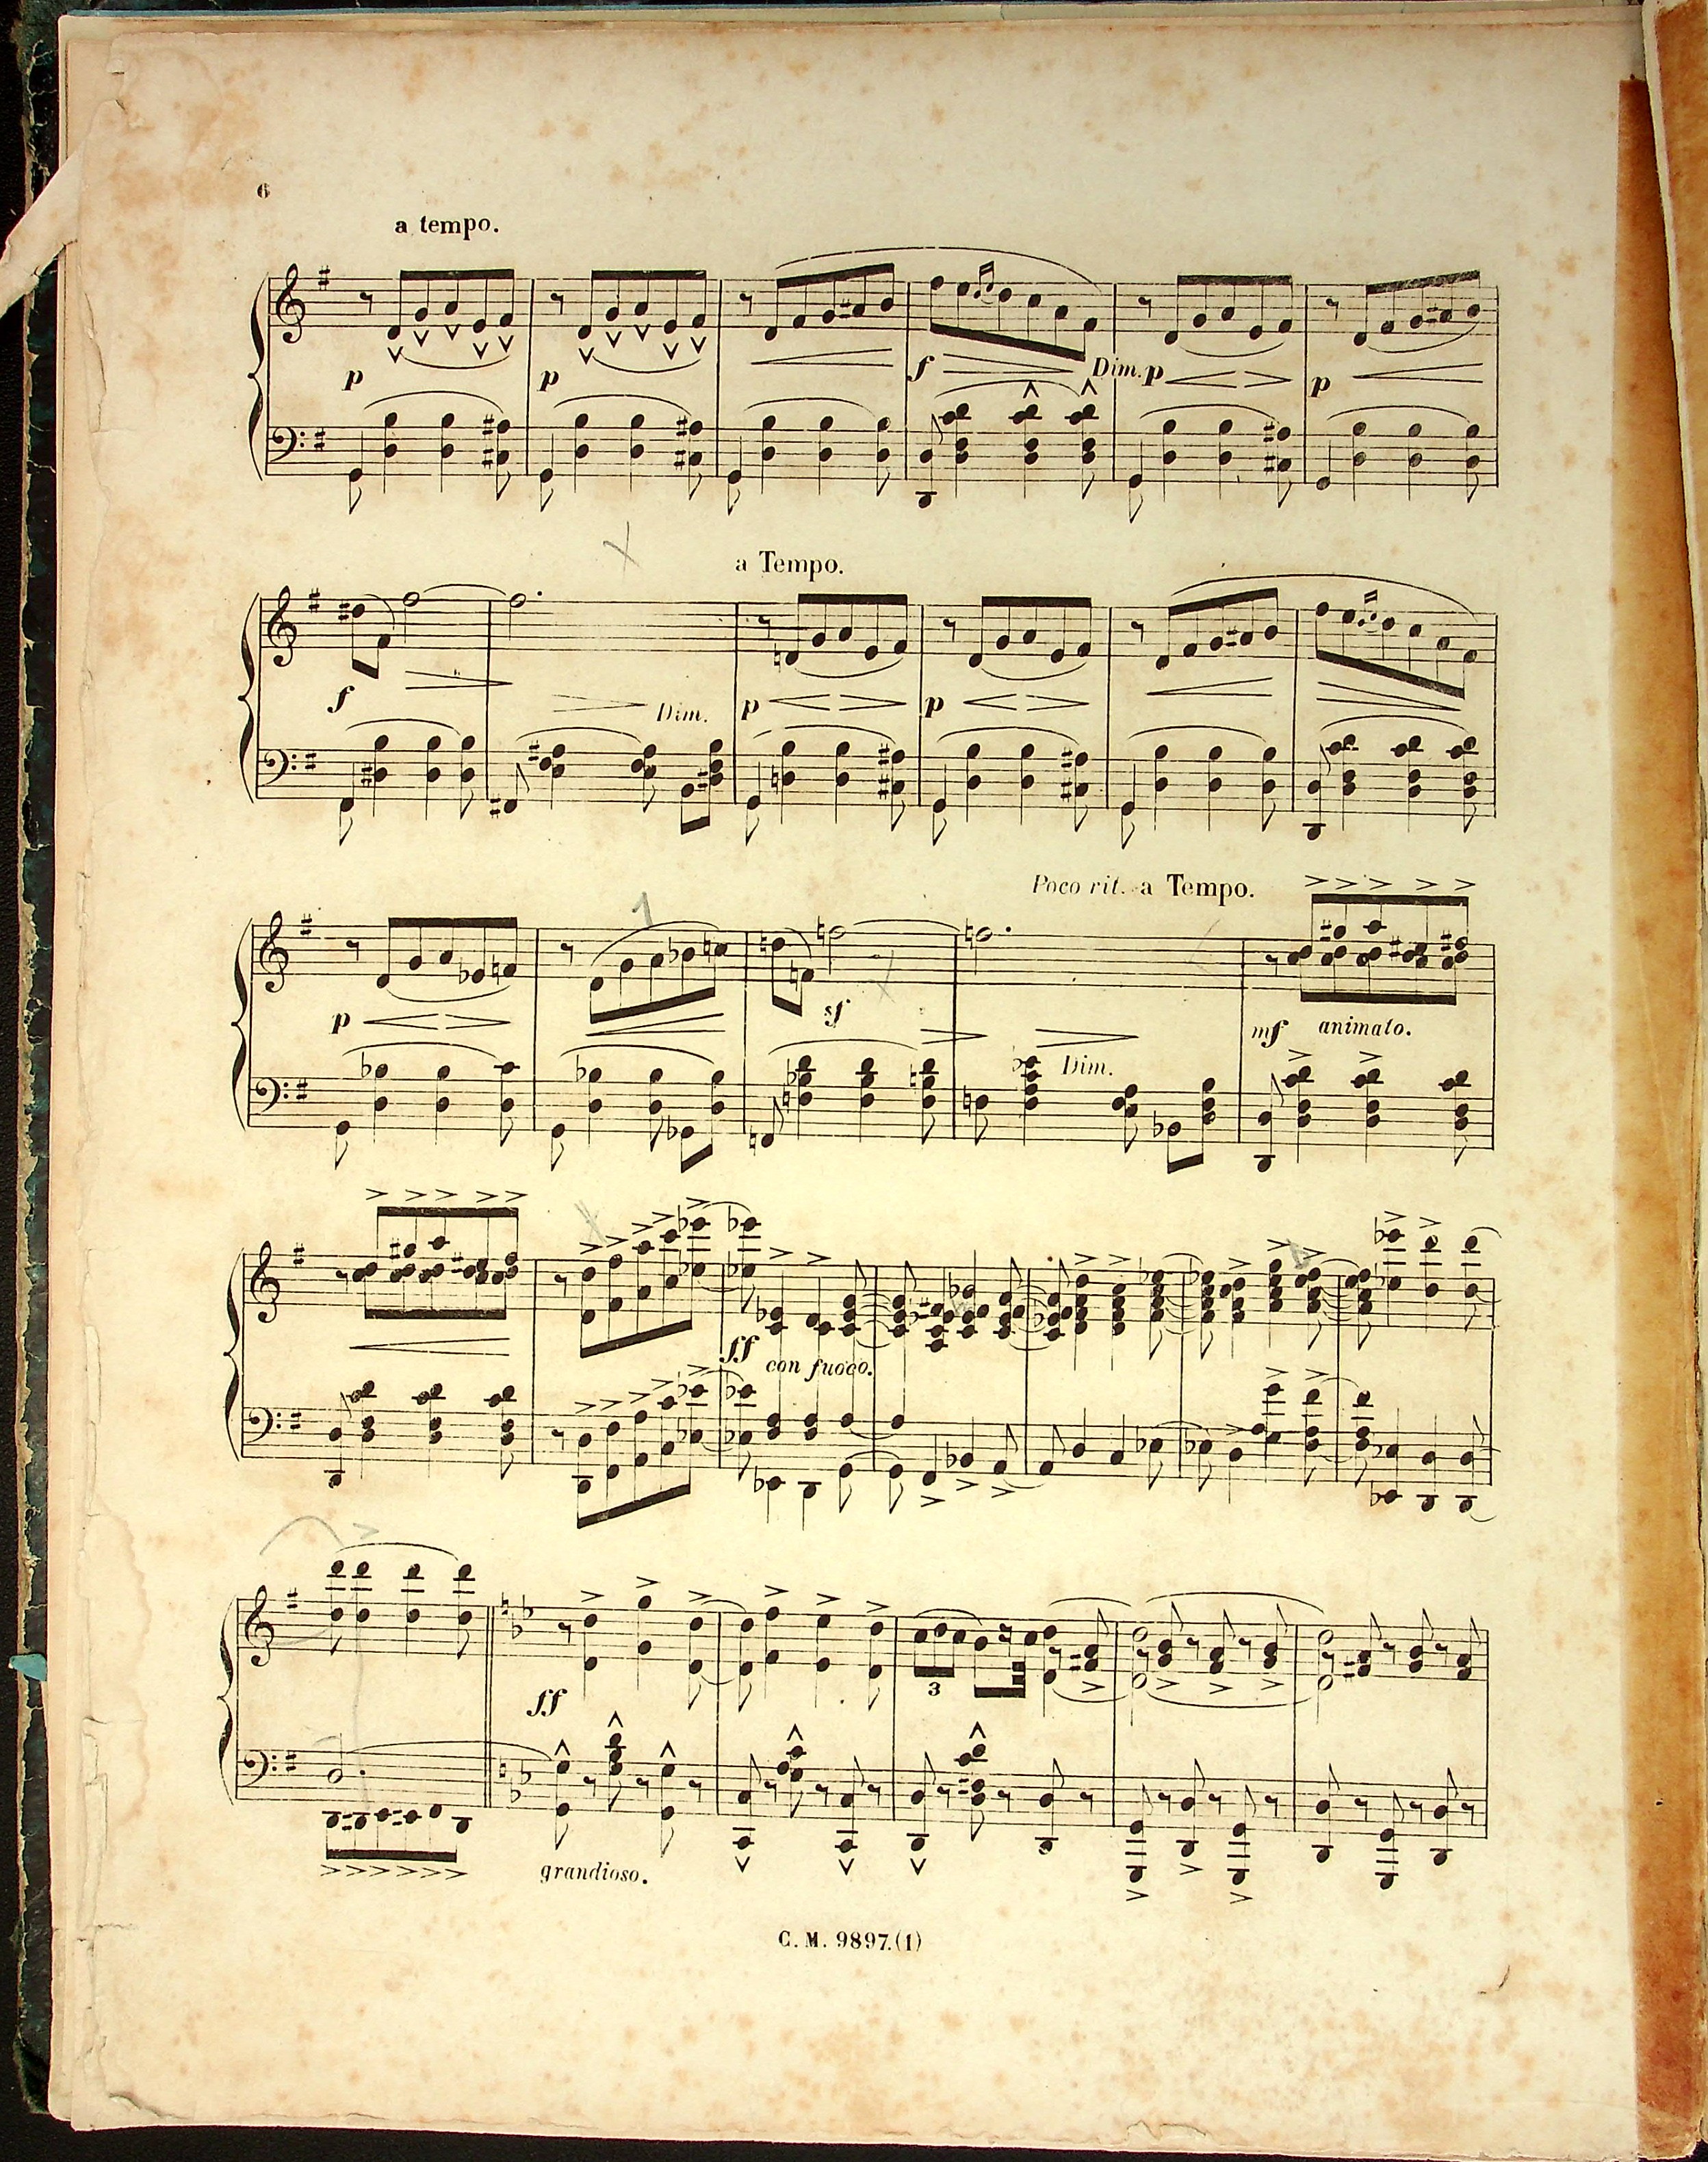 6
a tempo.
p p f Dim. p p
a Tempo.
f Dim. p p
Poco rit. a Tempo.
1
p sf Dim. mf animato.
ff con fuoco.
ff 3
grandioso.
C. M. 9897.(1)